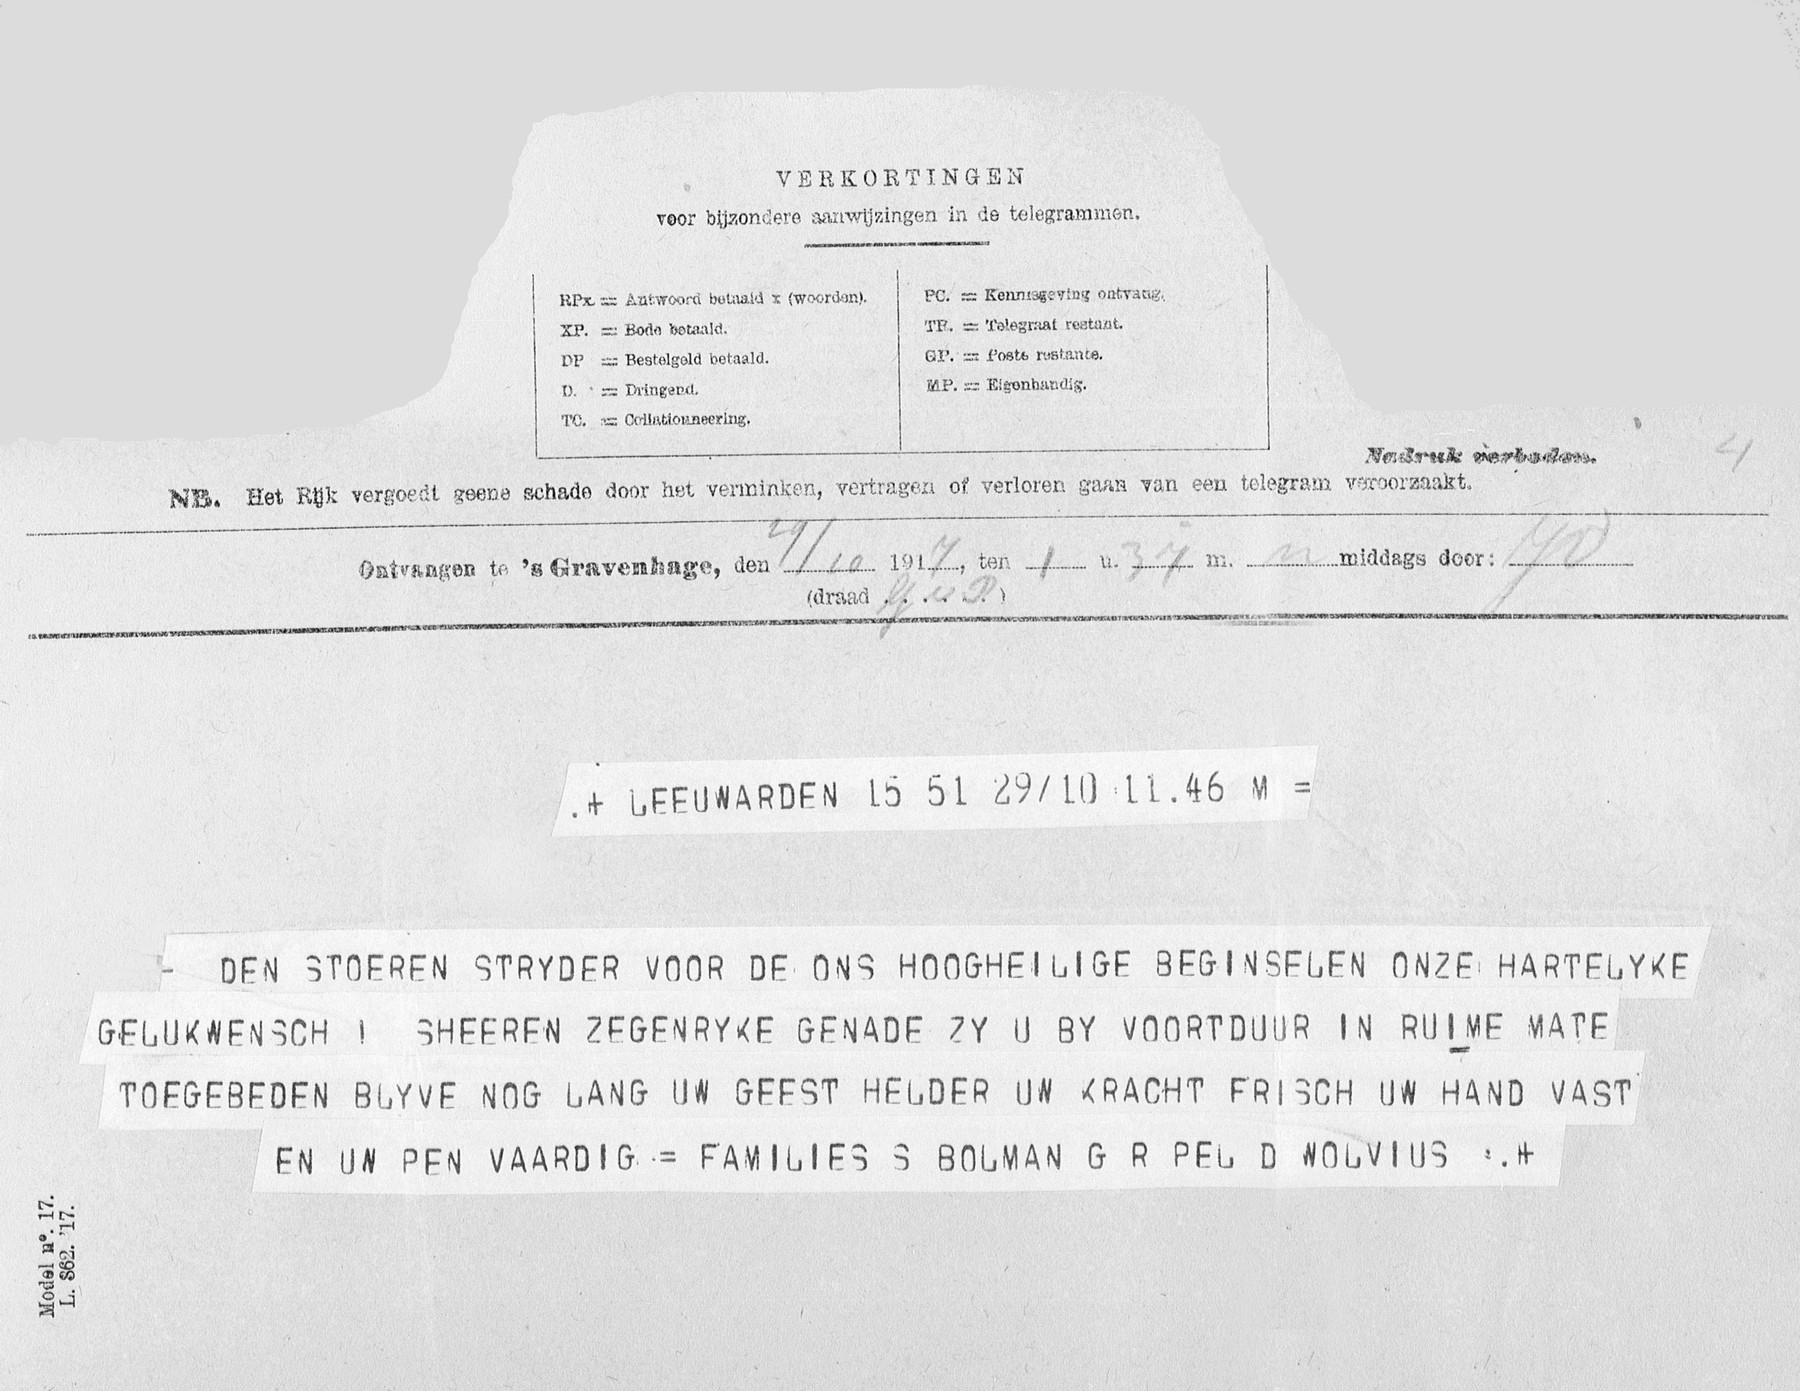 VERKORTINGEN
voor bijzondere aanwijzingen in de telegrammen.
RPx. = Antwoord betaald x (woorden).
XP. = Bode betaald.
DP = Bestelgeld betaald.
D. = Dringend.
TC. = Collationneering.
PC. = Kennisgeving ontvang.
TR. = Telegraaf restant.
GP. = Poste restante.
MP. = Eigenhandig.
Nadruk verboden.
4
NB. Het Rijk vergoedt geene schade door het verminken, vertragen of verloren gaan van een telegram veroorzaakt.
Ontvangen te 's Gravenhage, den 29/10 1917, ten 1 u. 37 m. n middags door:
(draad . . . . . )
.+ LEEUWARDEN 15 51 29/10 11.46 M =
- DEN STOEREN STRYDER VOOR DE ONS HOOGHEILIGE BEGINSELEN ONZE HARTELYKE
GELUKWENSCH ! SHEEREN ZEGENRYKE GENADE ZY U BY VOORTDUUR IN RUIME MATE
TOEGEBEDEN BLYVE NOG LANG UW GEEST HELDER UW KRACHT FRISCH UW HAND VAST
EN UW PEN VAARDIG = FAMILIES S BOLMAN G R PEL D WOLVIUS :.+
Model nº. 17.
L. 862. '17.